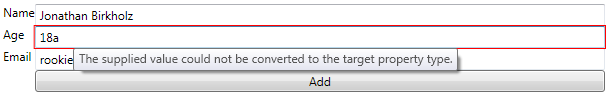 Name Jonathan Birkholz
Age 18a
Email rookie
The supplied value could not be converted to the target property type.
Add